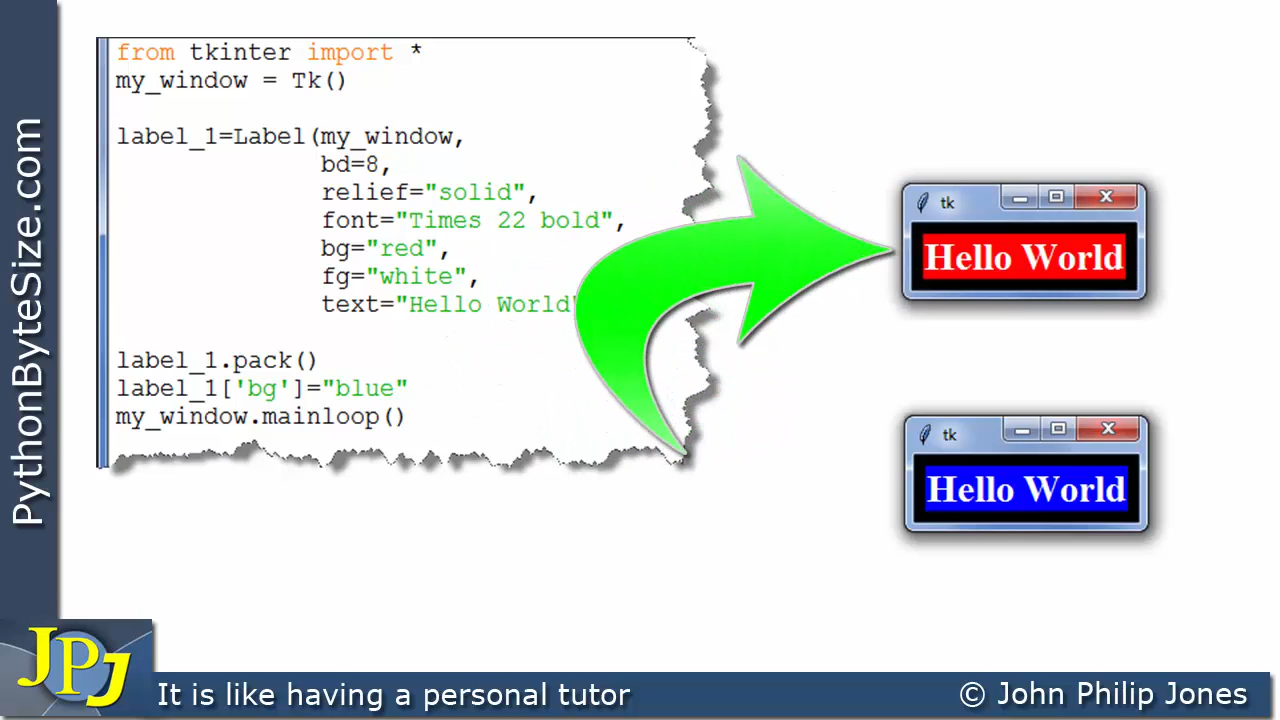 PythonByteSize.com
from tkinter import *
my_window = Tk()
label_1=Label(my_window,
bd=8,
relief="solid",
font="Times 22 bold",
bg="red",
fg="white",
text="Hello World"
label_1.pack()
label_1['bg']="blue"
my_window.mainloop()
tk
Hello World
tk
Hello World
JPJ
It is like having a personal tutor
© John Philip Jones